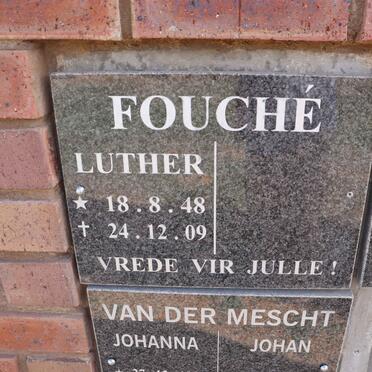 FOUCHÉ
LUTHER
★ 18.8.48
† 24.12.09
VREDE VIR JULLE!
VAN DER MESCHT
JOHANNA JOHAN